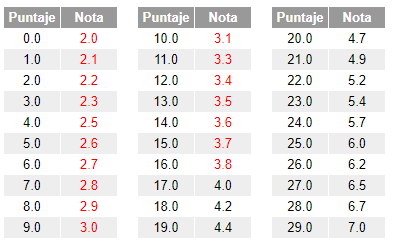 Puntaje Nota Puntaje Nota Puntaje Nota
0.0 2.0 10.0 3.1 20.0 4.7
1.0 2.1 11.0 3.3 21.0 4.9
2.0 2.2 12.0 3.4 22.0 5.2
3.0 2.3 13.0 3.5 23.0 5.4
4.0 2.5 14.0 3.6 24.0 5.7
5.0 2.6 15.0 3.7 25.0 6.0
6.0 2.7 16.0 3.8 26.0 6.2
7.0 2.8 17.0 4.0 27.0 6.5
8.0 2.9 18.0 4.2 28.0 6.7
9.0 3.0 19.0 4.4 29.0 7.0